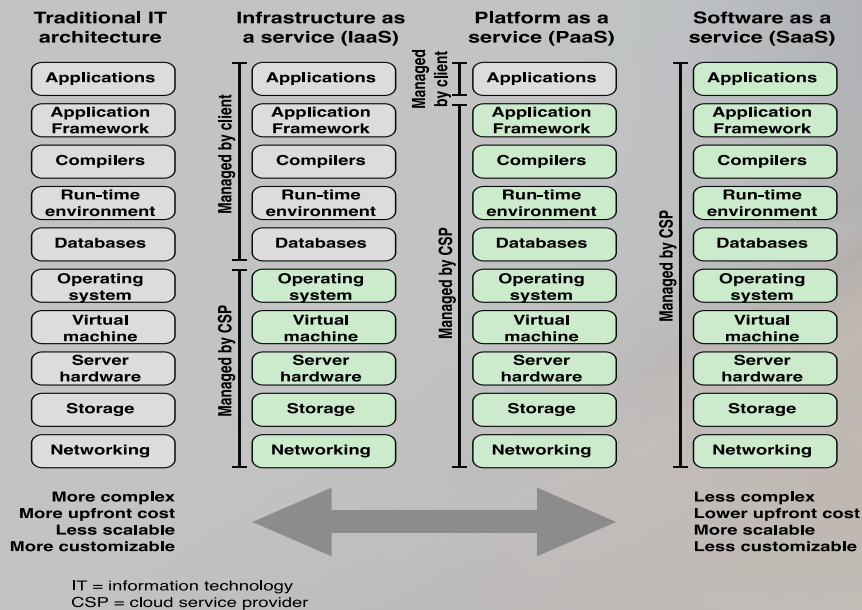 Traditional IT
architecture
Applications
Application
Framework
Compilers
Run-time
environment
Databases
Operating
system
Virtual
machine
Server
hardware
Storage
Networking
Infrastructure as
a service (IaaS)
Managed by client
Managed by CSP
Applications
Application
Framework
Compilers
Run-time
environment
Databases
Operating
system
Virtual
machine
Server
hardware
Storage
Networking
Platform as a
service (PaaS)
Managed
by client
Managed by CSP
Applications
Application
Framework
Compilers
Run-time
environment
Databases
Operating
system
Virtual
machine
Server
hardware
Storage
Networking
Software as a
service (SaaS)
Managed by CSP
Applications
Application
Framework
Compilers
Run-time
environment
Databases
Operating
system
Virtual
machine
Server
hardware
Storage
Networking
More complex
More upfront cost
Less scalable
More customizable
Less complex
Lower upfront cost
More scalable
Less customizable
IT = information technology
CSP = cloud service provider